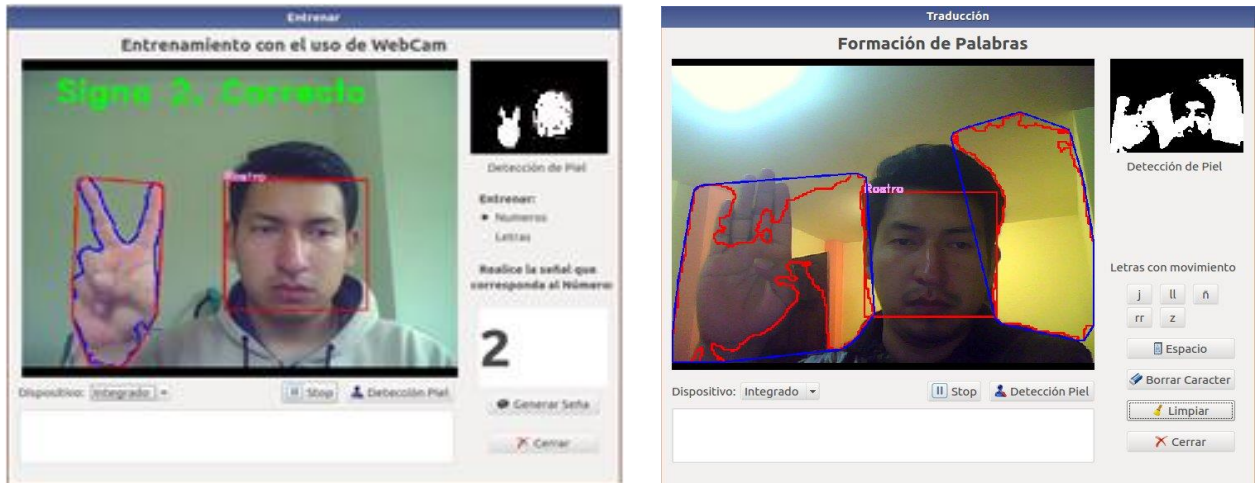 Entrenar
Entrenamiento con el uso de WebCam
Signo 2, Correcto
Rostro
Detección de Piel
Entrenar:
Numeros
Letras
Realice la señal que
corresponda al Número:
2
Dispositivo: Integrado
Stop
Detección Piel
Generar Seña
Cerrar
Traducción
Formación de Palabras
Rostro
Detección de Piel
Letras con movimiento
j ll ñ
rr z
Espacio
Borrar Caracter
Limpiar
Cerrar
Dispositivo: Integrado
Stop
Detección Piel